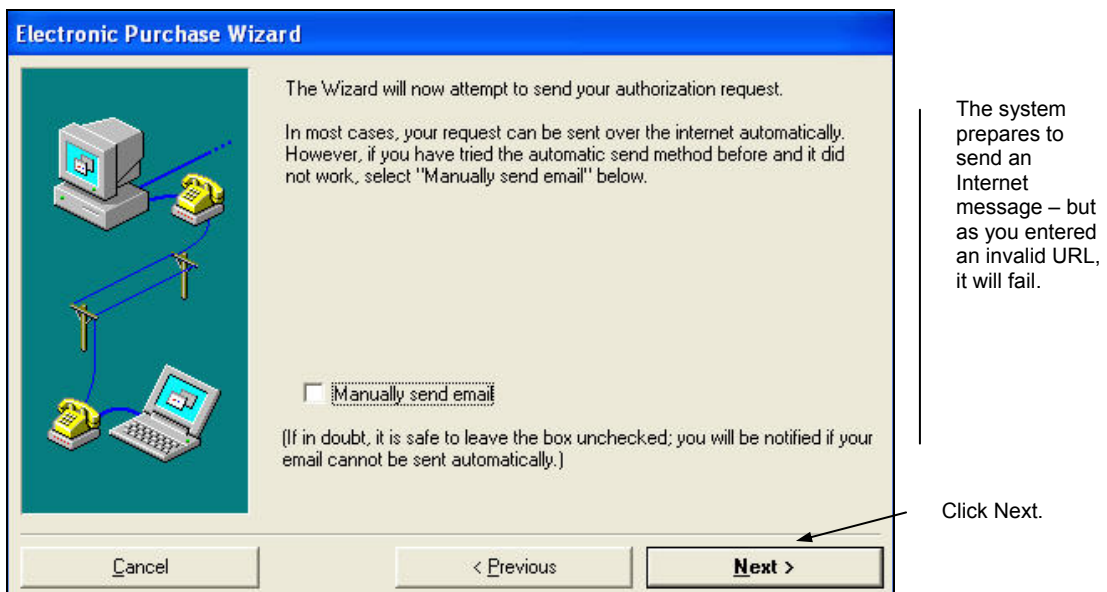 Electronic Purchase Wizard
The Wizard will now attempt to send your authorization request.
In most cases, your request can be sent over the internet automatically.
However, if you have tried the automatic send method before and it did
not work, select "Manually send email" below.
Manually send email
(If in doubt, it is safe to leave the box unchecked; you will be notified if your
email cannot be sent automatically.)
Cancel
< Previous
Next >
The system
prepares to
send an
Internet
message – but
as you entered
an invalid URL,
it will fail.
Click Next.